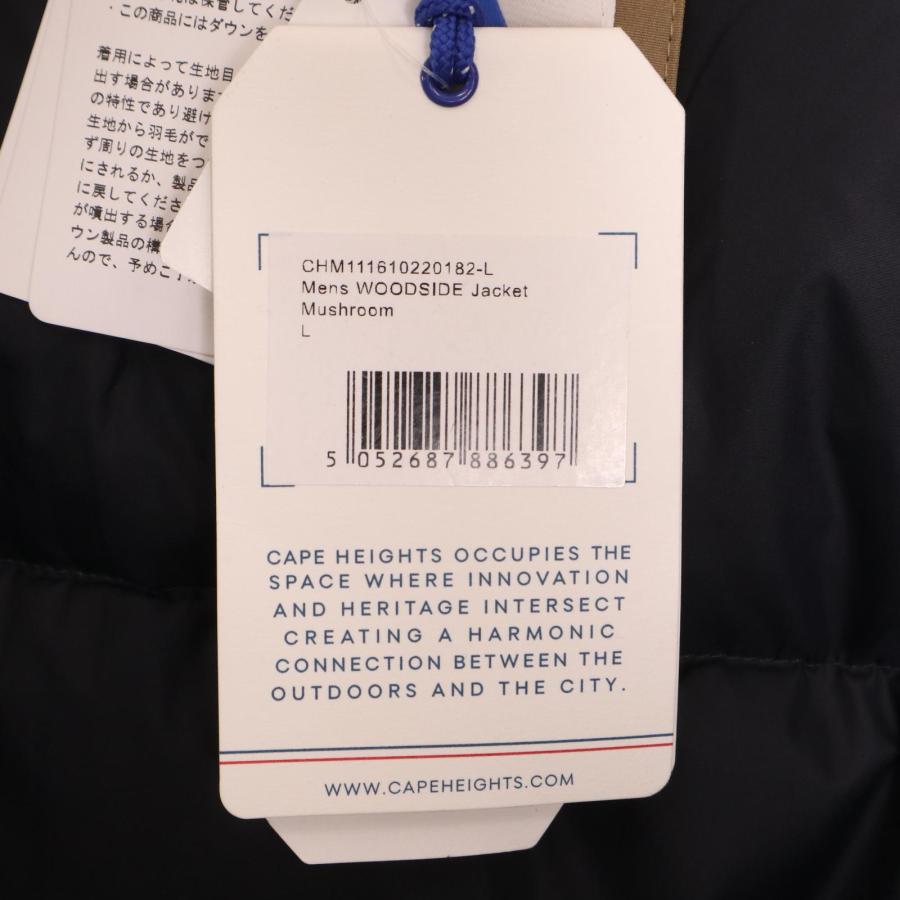 ・この商品にはダウンを
着用によって生地目
出す場合がありま
の特性であり避け
生地から羽毛がで
ず周りの生地をつ
にされるか、製品
に戻してくださ
が噴出する場合
ウン製品の構
んので、予めご
CHM111610220182-L
Mens WOODSIDE Jacket
Mushroom
L
5 052687 886397
CAPE HEIGHTS OCCUPIES THE
SPACE WHERE INNOVATION
AND HERITAGE INTERSECT
CREATING A HARMONIC
CONNECTION BETWEEN THE
OUTDOORS AND THE CITY.
WWW.CAPEHEIGHTS.COM